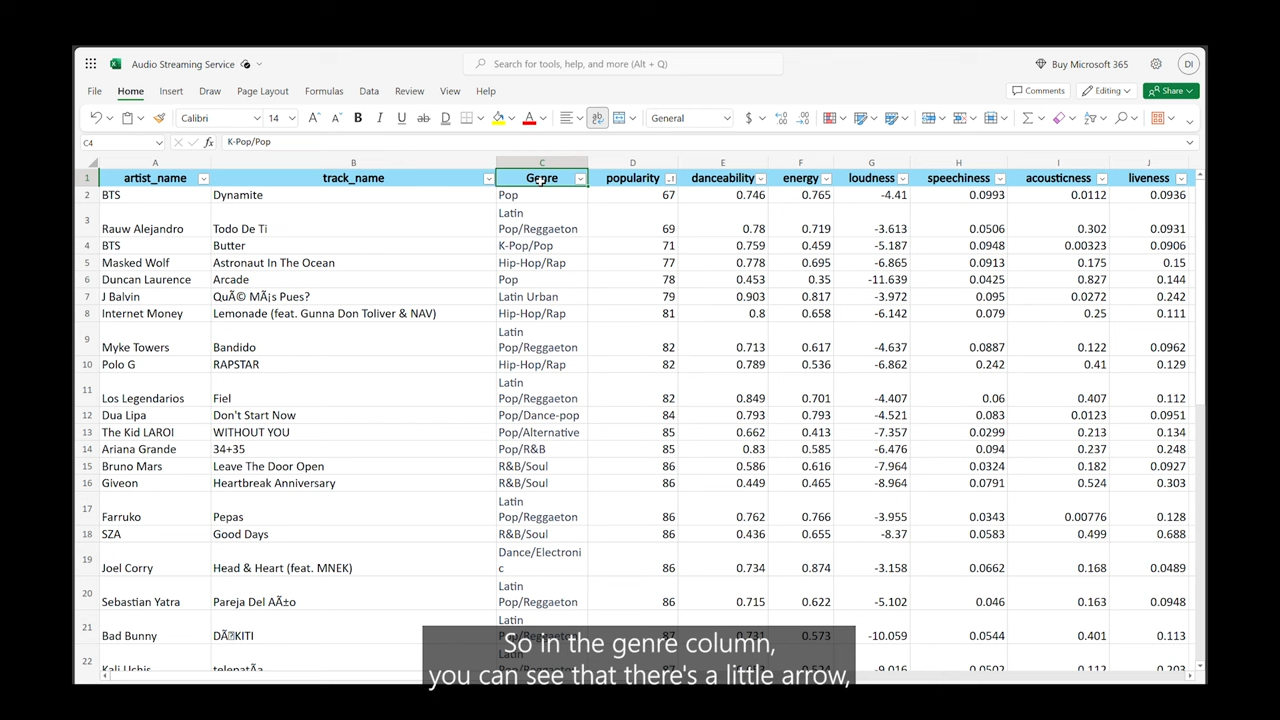 Audio Streaming Service
Search for tools, help, and more (Alt + Q)
Buy Microsoft 365
DI
File Home Insert Draw Page Layout Formulas Data Review View Help
Comments Editing Share
Calibri 14 General
C4 K-Pop/Pop
A B C D E F G H I J
1 artist_name track_name Genre popularity danceability energy loudness speechiness acousticness liveness
2 BTS Dynamite Pop 67 0.746 0.765 -4.41 0.0993 0.0112 0.0936
Latin
3 Rauw Alejandro Todo De Ti Pop/Reggaeton 69 0.78 0.719 -3.613 0.0506 0.302 0.0931
4 BTS Butter K-Pop/Pop 71 0.759 0.459 -5.187 0.0948 0.00323 0.0906
5 Masked Wolf Astronaut In The Ocean Hip-Hop/Rap 77 0.778 0.695 -6.865 0.0913 0.175 0.15
6 Duncan Laurence Arcade Pop 78 0.453 0.35 -11.639 0.0425 0.827 0.144
7 J Balvin QuÃ© MÃ¡s Pues? Latin Urban 79 0.903 0.817 -3.972 0.095 0.0272 0.242
8 Internet Money Lemonade (feat. Gunna Don Toliver & NAV) Hip-Hop/Rap 81 0.8 0.658 -6.142 0.079 0.25 0.111
Latin
9 Myke Towers Bandido Pop/Reggaeton 82 0.713 0.617 -4.637 0.0887 0.122 0.0962
10 Polo G RAPSTAR Hip-Hop/Rap 82 0.789 0.536 -6.862 0.242 0.41 0.129
Latin
11 Los Legendarios Fiel Pop/Reggaeton 82 0.849 0.701 -4.407 0.06 0.407 0.112
12 Dua Lipa Don't Start Now Pop/Dance-pop 84 0.793 0.793 -4.521 0.083 0.0123 0.0951
13 The Kid LAROI WITHOUT YOU Pop/Alternative 85 0.662 0.413 -7.357 0.0299 0.213 0.134
14 Ariana Grande 34+35 Pop/R&B 85 0.83 0.585 -6.476 0.094 0.237 0.248
15 Bruno Mars Leave The Door Open R&B/Soul 86 0.586 0.616 -7.964 0.0324 0.182 0.0927
16 Giveon Heartbreak Anniversary R&B/Soul 86 0.449 0.465 -8.964 0.0791 0.524 0.303
Latin
17 Farruko Pepas Pop/Reggaeton 86 0.762 0.766 -3.955 0.0343 0.00776 0.128
18 SZA Good Days R&B/Soul 86 0.436 0.655 -8.37 0.0583 0.499 0.688
Dance/Electroni
19 Joel Corry Head & Heart (feat. MNEK) c 86 0.734 0.874 -3.158 0.0662 0.168 0.0489
Latin
20 Sebastian Yatra Pareja Del AÃ±o Pop/Reggaeton 86 0.715 0.622 -5.102 0.046 0.163 0.0948
Latin
21 Bad Bunny 0.573 -10.059 0.0544 0.401 0.113
22 Kali Uchis
So in the genre column,
you can see that there's a little arrow,